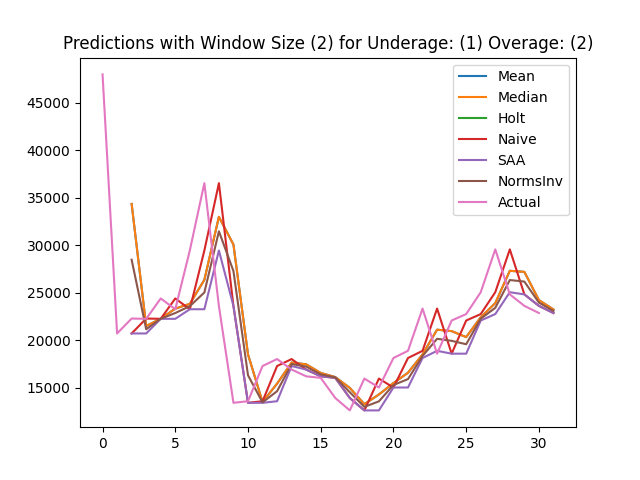 Predictions with Window Size (2) for Underage: (1) Overage: (2)
Mean
Median
Holt
Naive
SAA
NormsInv
Actual
45000
40000
35000
30000
25000
20000
15000
0 5 10 15 20 25 30